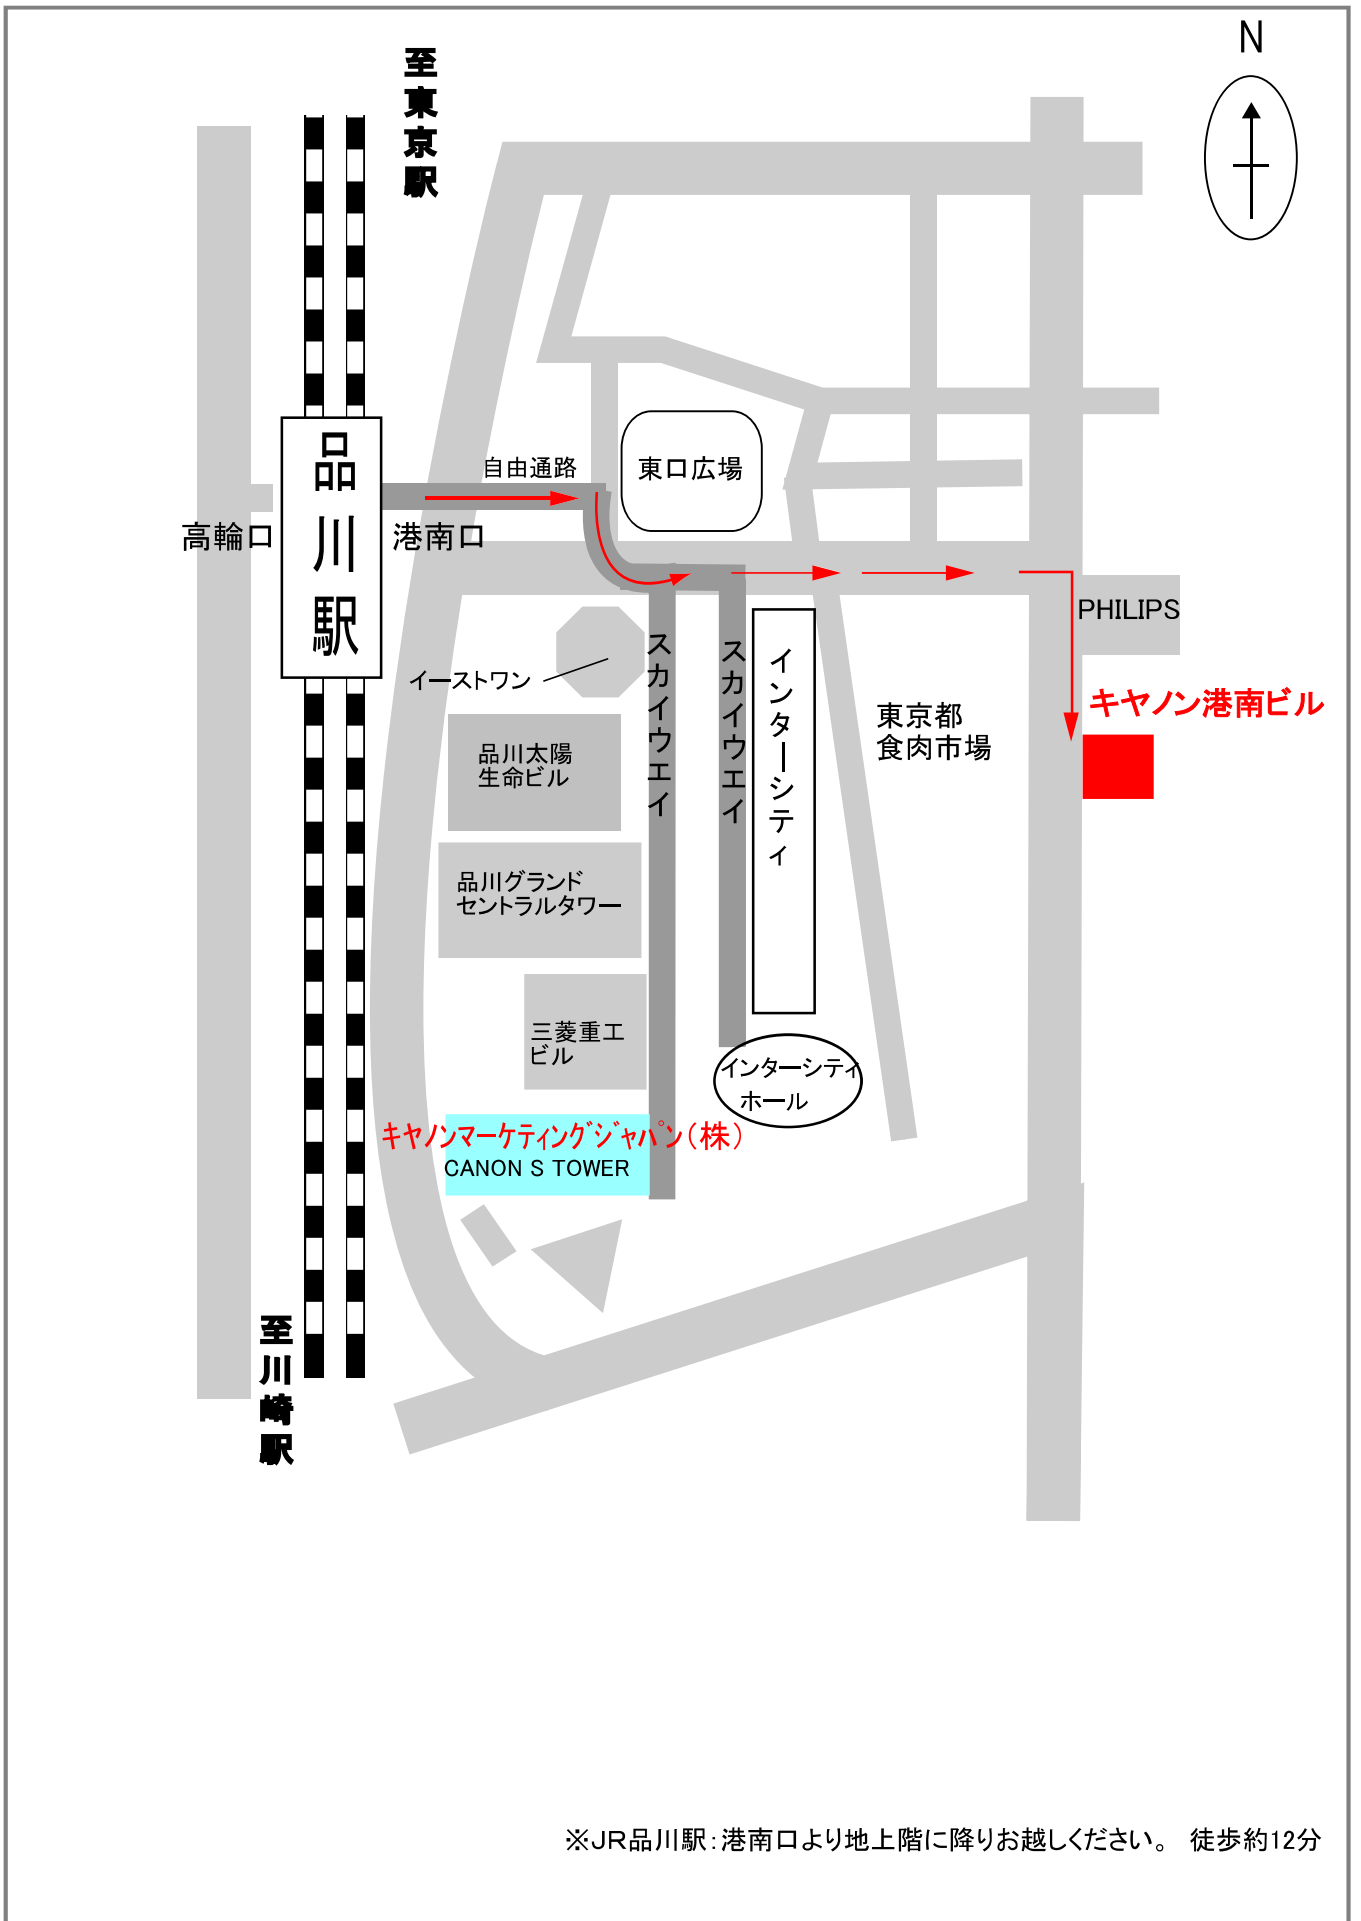 N
至東京駅
自由通路
東口広場
品川駅
高輪口
港南口
PHILIPS
イーストワン
スカイウエイ
スカイウエイ
インターシティ
キヤノン港南ビル
東京都
食肉市場
品川太陽
生命ビル
品川グランド
セントラルタワー
三菱重工
ビル
インターシティ
ホール
キヤノンマーケティングジャパン(株)
CANON S TOWER
至川崎駅
※JR品川駅:港南口より地上階に降りお越しください。 徒歩約12分